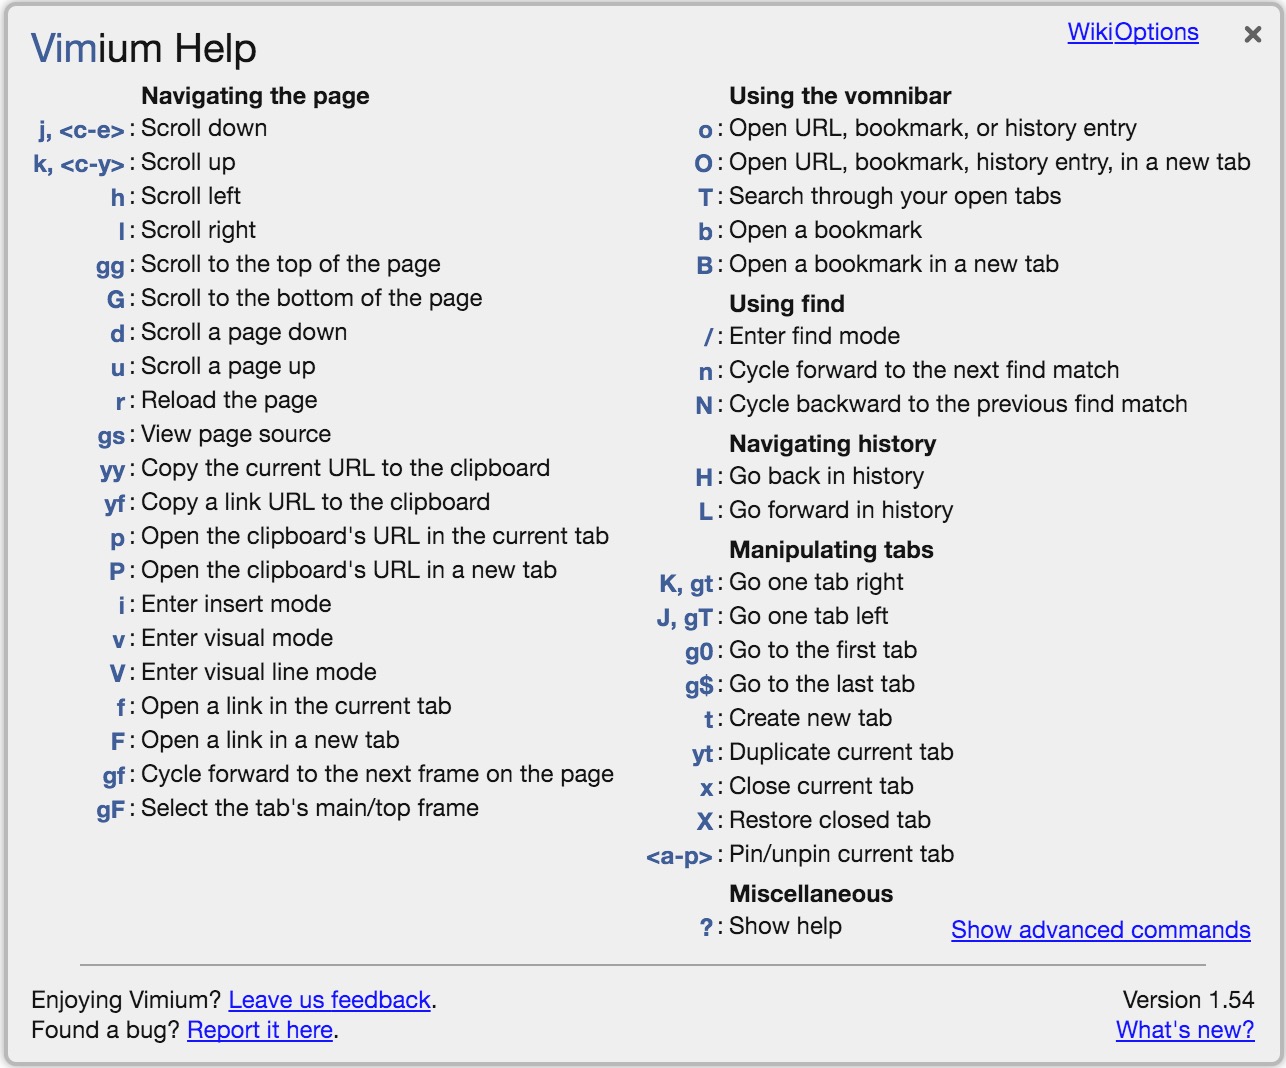 Vimium Help
WikiOptions ×
Navigating the page
j, <c-e> : Scroll down
k, <c-y> : Scroll up
h : Scroll left
l : Scroll right
gg : Scroll to the top of the page
G : Scroll to the bottom of the page
d : Scroll a page down
u : Scroll a page up
r : Reload the page
gs : View page source
yy : Copy the current URL to the clipboard
yf : Copy a link URL to the clipboard
p : Open the clipboard's URL in the current tab
P : Open the clipboard's URL in a new tab
i : Enter insert mode
v : Enter visual mode
V : Enter visual line mode
f : Open a link in the current tab
F : Open a link in a new tab
gf : Cycle forward to the next frame on the page
gF : Select the tab's main/top frame
Using the vomnibar
o : Open URL, bookmark, or history entry
O : Open URL, bookmark, history entry, in a new tab
T : Search through your open tabs
b : Open a bookmark
B : Open a bookmark in a new tab
Using find
/ : Enter find mode
n : Cycle forward to the next find match
N : Cycle backward to the previous find match
Navigating history
H : Go back in history
L : Go forward in history
Manipulating tabs
K, gt : Go one tab right
J, gT : Go one tab left
g0 : Go to the first tab
g$ : Go to the last tab
t : Create new tab
yt : Duplicate current tab
x : Close current tab
X : Restore closed tab
<a-p> : Pin/unpin current tab
Miscellaneous
? : Show help
Show advanced commands
Enjoying Vimium? Leave us feedback.
Found a bug? Report it here.
Version 1.54
What's new?